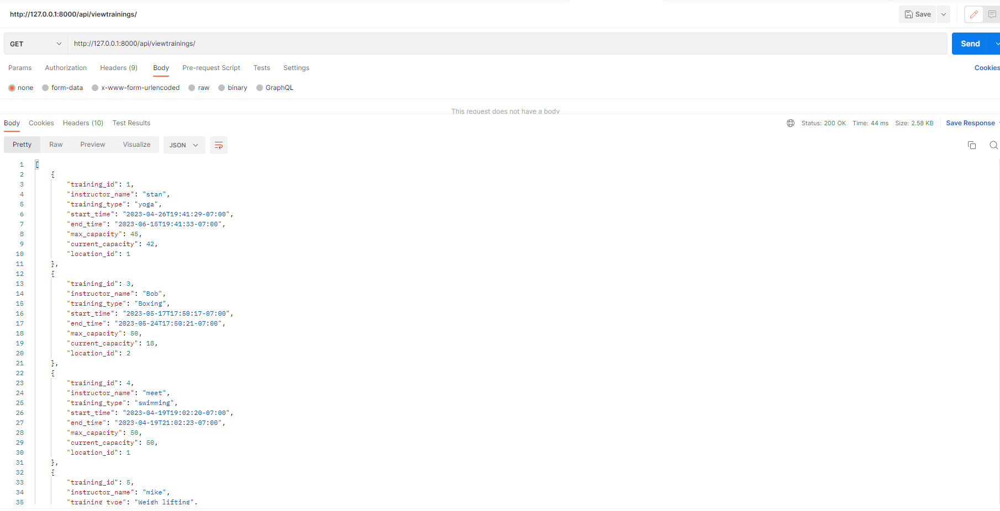 http://127.0.0.1:8000/api/viewtrainings/
Save
GET http://127.0.0.1:8000/api/viewtrainings/ Send
Params Authorization Headers (9) Body Pre-request Script Tests Settings Cookies
none form-data x-www-form-urlencoded raw binary GraphQL
This request does not have a body
Body Cookies Headers (10) Test Results Status: 200 OK Time: 44 ms Size: 2.58 KB Save Response
Pretty Raw Preview Visualize JSON
1 [
2 {
3 "training_id": 1,
4 "instructor_name": "stan",
5 "training_type": "yoga",
6 "start_time": "2023-04-26T19:41:29-07:00",
7 "end_time": "2023-06-15T19:41:33-07:00",
8 "max_capacity": 45,
9 "current_capacity": 42,
10 "location_id": 1
11 },
12 {
13 "training_id": 3,
14 "instructor_name": "Bob",
15 "training_type": "Boxing",
16 "start_time": "2023-05-17T17:50:17-07:00",
17 "end_time": "2023-05-24T17:50:21-07:00",
18 "max_capacity": 50,
19 "current_capacity": 18,
20 "location_id": 2
21 },
22 {
23 "training_id": 4,
24 "instructor_name": "meet",
25 "training_type": "swimming",
26 "start_time": "2023-04-19T19:02:20-07:00",
27 "end_time": "2023-04-19T21:02:23-07:00",
28 "max_capacity": 50,
29 "current_capacity": 50,
30 "location_id": 1
31 },
32 {
33 "training_id": 5,
34 "instructor_name": "mike",
35 "training_type": "Weigh lifting",